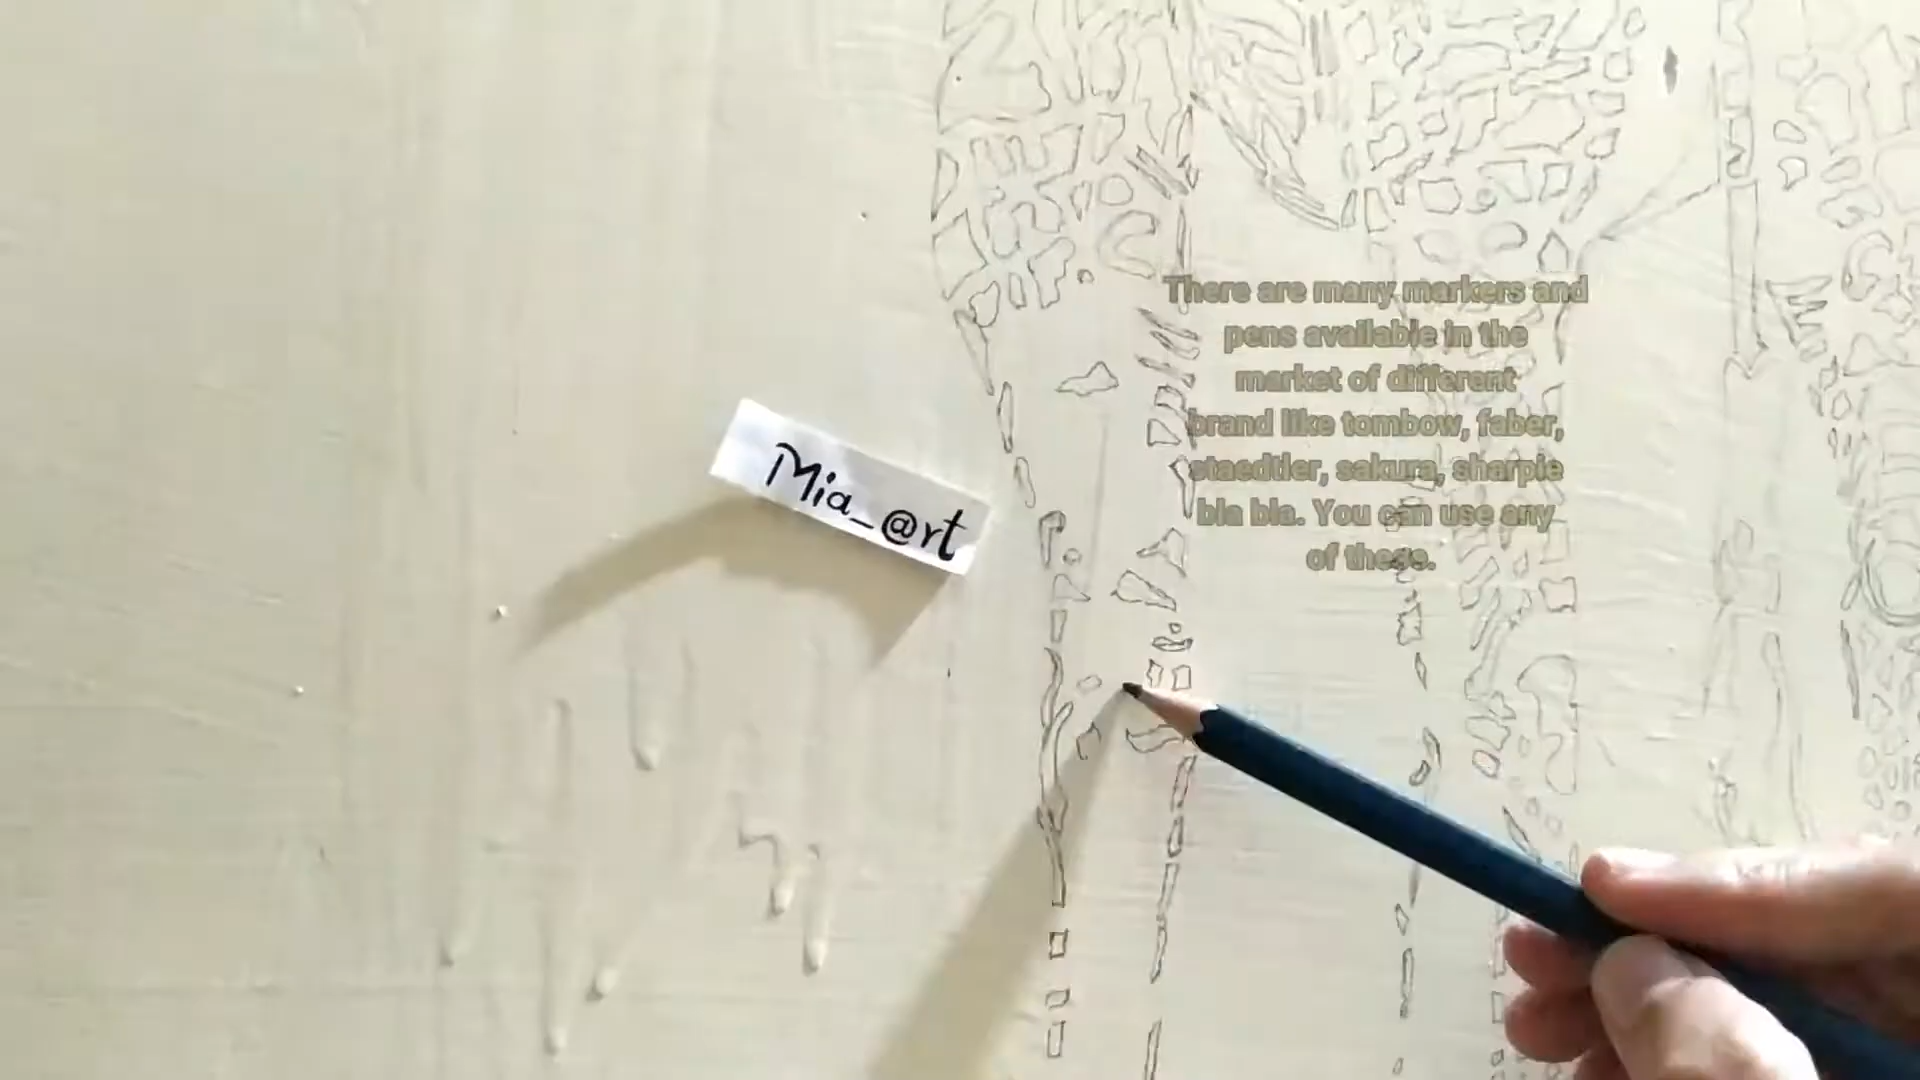 Mia_@rt
There are many markers and
pens available in the
market of different
brand like tombow, faber,
staedtler, sakura, sharpie
bla bla. You can use any
of these.